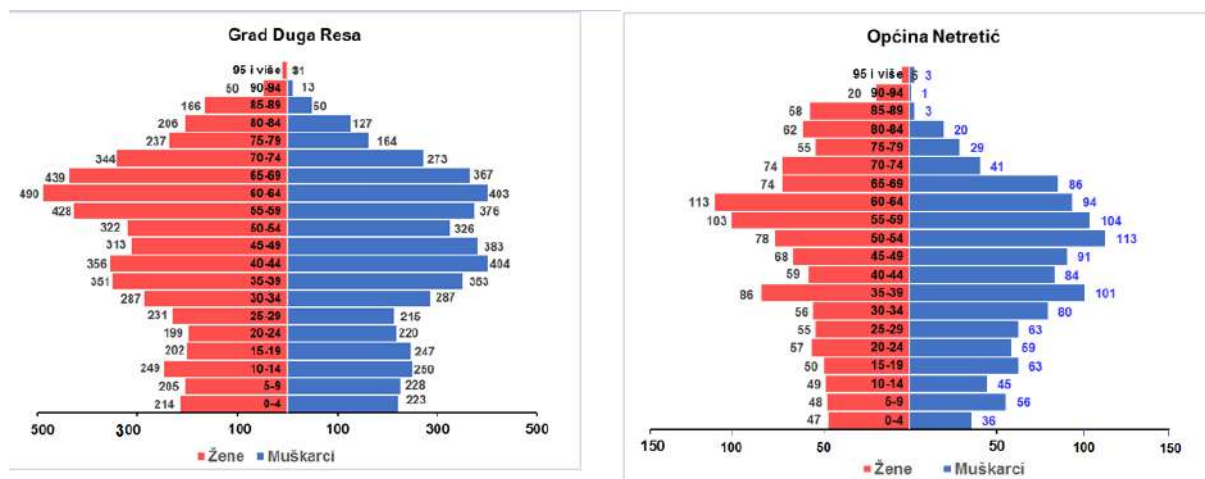 Grad Duga Resa
95 i više
50 90-94 13
166 85-89 50
206 80-84 127
237 75-79 164
344 70-74 273
439 65-69 367
490 60-64 403
428 55-59 376
322 50-54 326
313 45-49 383
356 40-44 404
351 35-39 353
287 30-34 287
231 25-29 216
199 20-24 220
202 15-19 247
249 10-14 250
205 5-9 228
214 0-4 223
500 300 100 100 300 500
Žene Muškarci
Općina Netretić
95 i više 5 3
20 90-94 1
58 85-89 3
62 80-84 20
55 75-79 29
74 70-74 41
74 65-69 86
113 60-64 94
103 55-59 104
78 50-54 113
68 45-49 91
59 40-44 84
86 35-39 101
56 30-34 80
55 25-29 63
57 20-24 59
50 15-19 63
49 10-14 45
48 5-9 56
47 0-4 36
150 100 50 50 100 150
Žene Muškarci